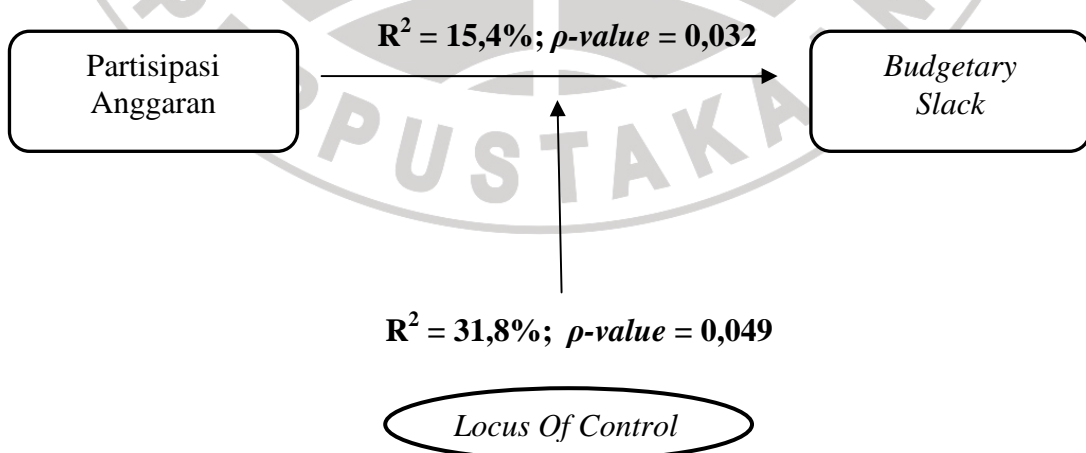 R² = 15,4%; ρ-value = 0,032
Partisipasi
Anggaran
Budgetary
Slack
PUSTAKA
R² = 31,8%; ρ-value = 0,049
Locus Of Control